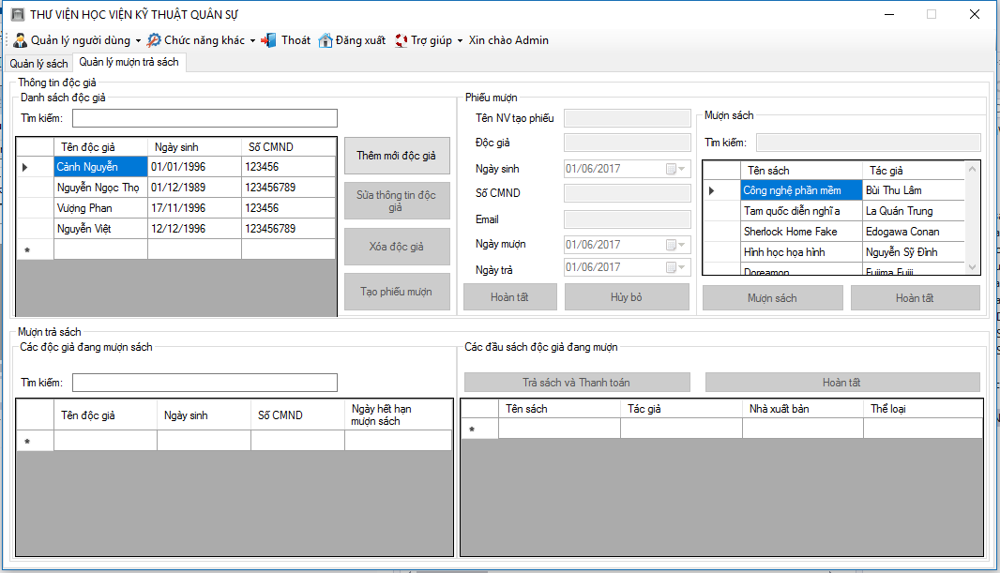 THƯ VIỆN HỌC VIỆN KỸ THUẬT QUÂN SỰ
Quản lý người dùng Chức năng khác Thoát Đăng xuất Trợ giúp Xin chào Admin
Quản lý sách Quản lý mượn trả sách
Thông tin độc giả
Danh sách độc giả
Tìm kiếm:
Tên độc giả Ngày sinh Số CMND
Cảnh Nguyễn 01/01/1996 123456
Nguyễn Ngọc Thọ 01/12/1989 123456789
Vượng Phan 17/11/1996 123456
Nguyễn Việt 12/12/1996 123456789
*
Thêm mới độc giả
Sửa thông tin độc
giả
Xóa độc giả
Tạo phiếu mượn
Phiếu mượn
Tên NV tạo phiếu
Độc giả
Ngày sinh 01/06/2017
Số CMND
Email
Ngày mượn 01/06/2017
Ngày trả 01/06/2017
Hoàn tất Hủy bỏ
Mượn sách
Tìm kiếm:
Tên sách Tác giả
Công nghệ phần mềm Bùi Thu Lâm
Tam quốc diễn nghĩa La Quán Trung
Sherlock Home Fake Edogawa Conan
Hình học họa hình Nguyễn Sỹ Đình
Doreamon Fujima Fujji
Mượn sách Hoàn tất
Mượn trả sách
Các độc giả đang mượn sách
Tìm kiếm:
Tên độc giả Ngày sinh Số CMND Ngày hết hạn
mượn sách
*
Các đầu sách độc giả đang mượn
Trả sách và Thanh toán Hoàn tất
Tên sách Tác giả Nhà xuất bản Thể loại
*